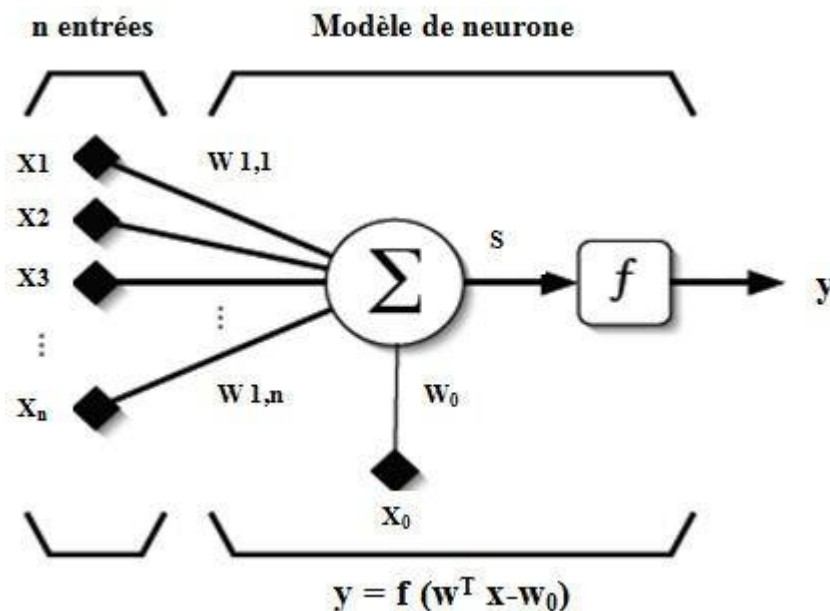 n entrées
Modèle de neurone
X1
W 1,1
X2
S
X3
Σ
f
y
⋮
⋮
Xₙ
W 1,n
W₀
X₀
y = f (wᵀ x-w₀)